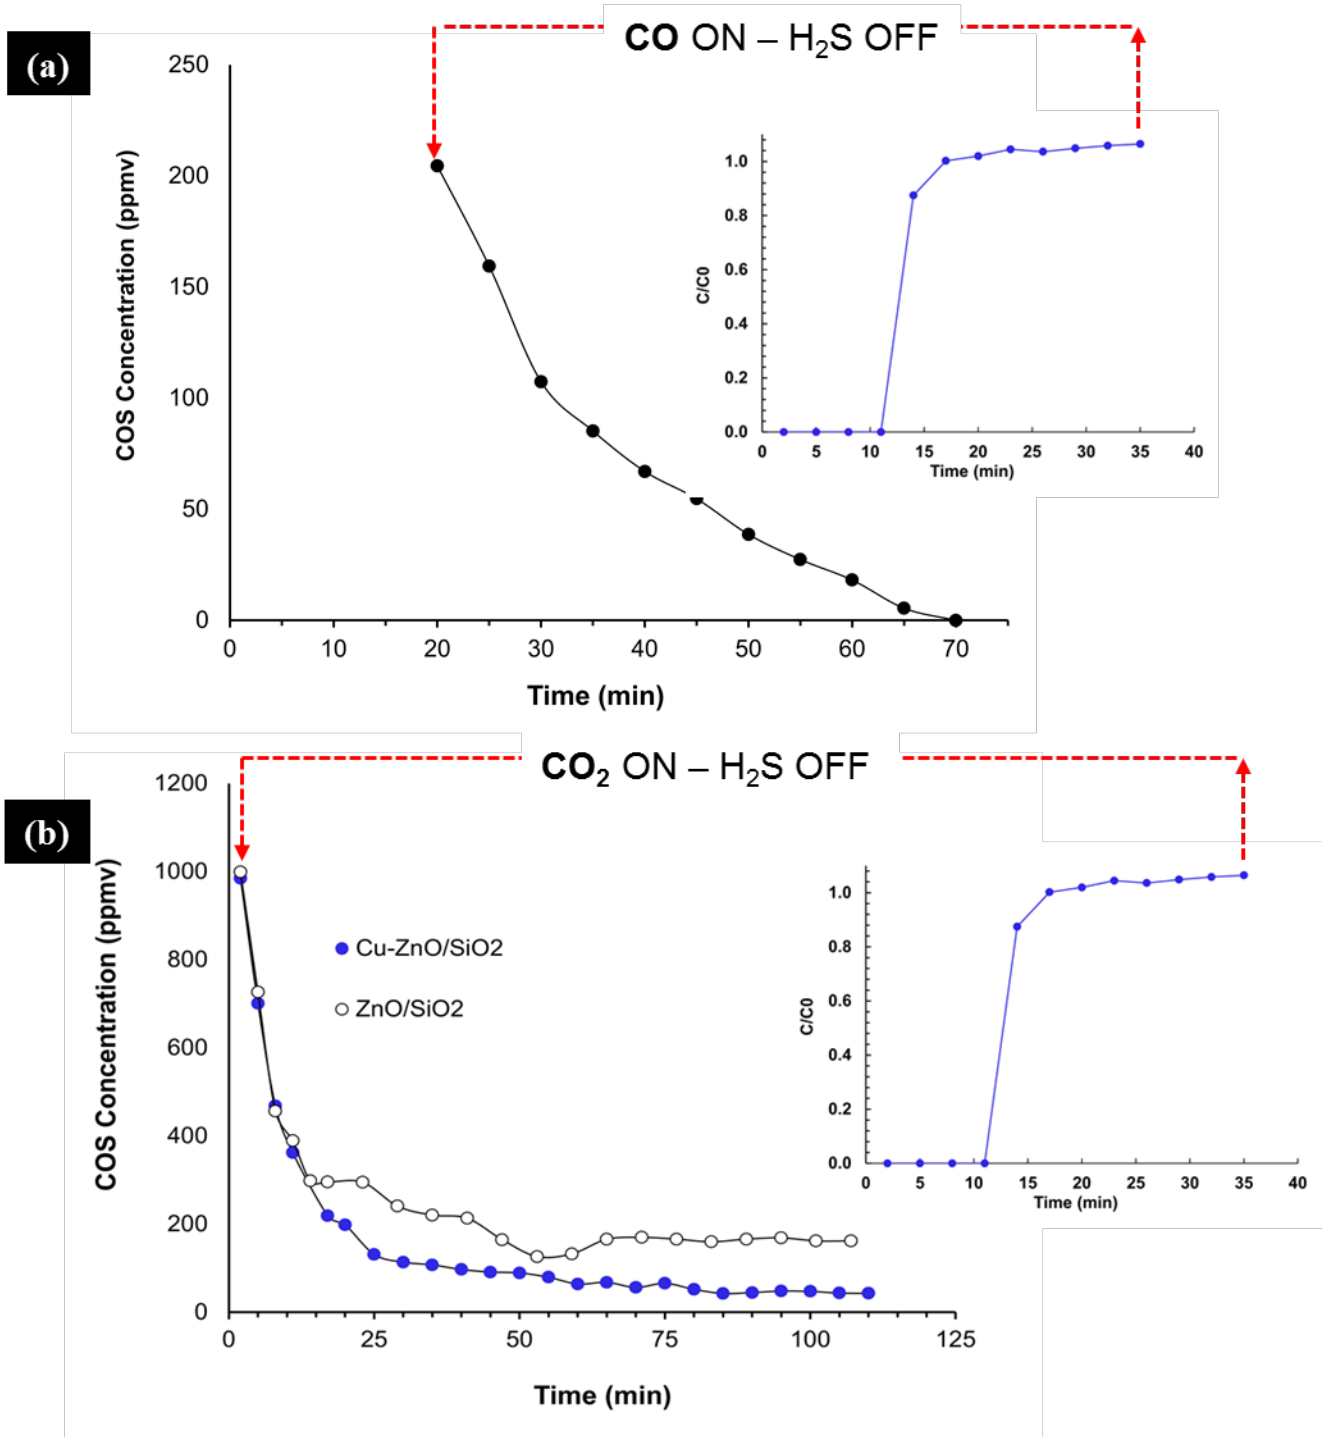 CO ON – H₂S OFF
(a)
COS Concentration (ppmv)
250
200
150
100
50
0
0 10 20 30 40 50 60 70
Time (min)
C/C0
1.0
0.8
0.6
0.4
0.2
0.0
0 5 10 15 20 25 30 35 40
Time (min)
CO₂ ON – H₂S OFF
(b)
COS Concentration (ppmv)
1200
1000
800
600
400
200
0
Cu-ZnO/SiO2
ZnO/SiO2
0 25 50 75 100 125
Time (min)
C/C0
1.0
0.8
0.6
0.4
0.2
0.0
0 5 10 15 20 25 30 35 40
Time (min)